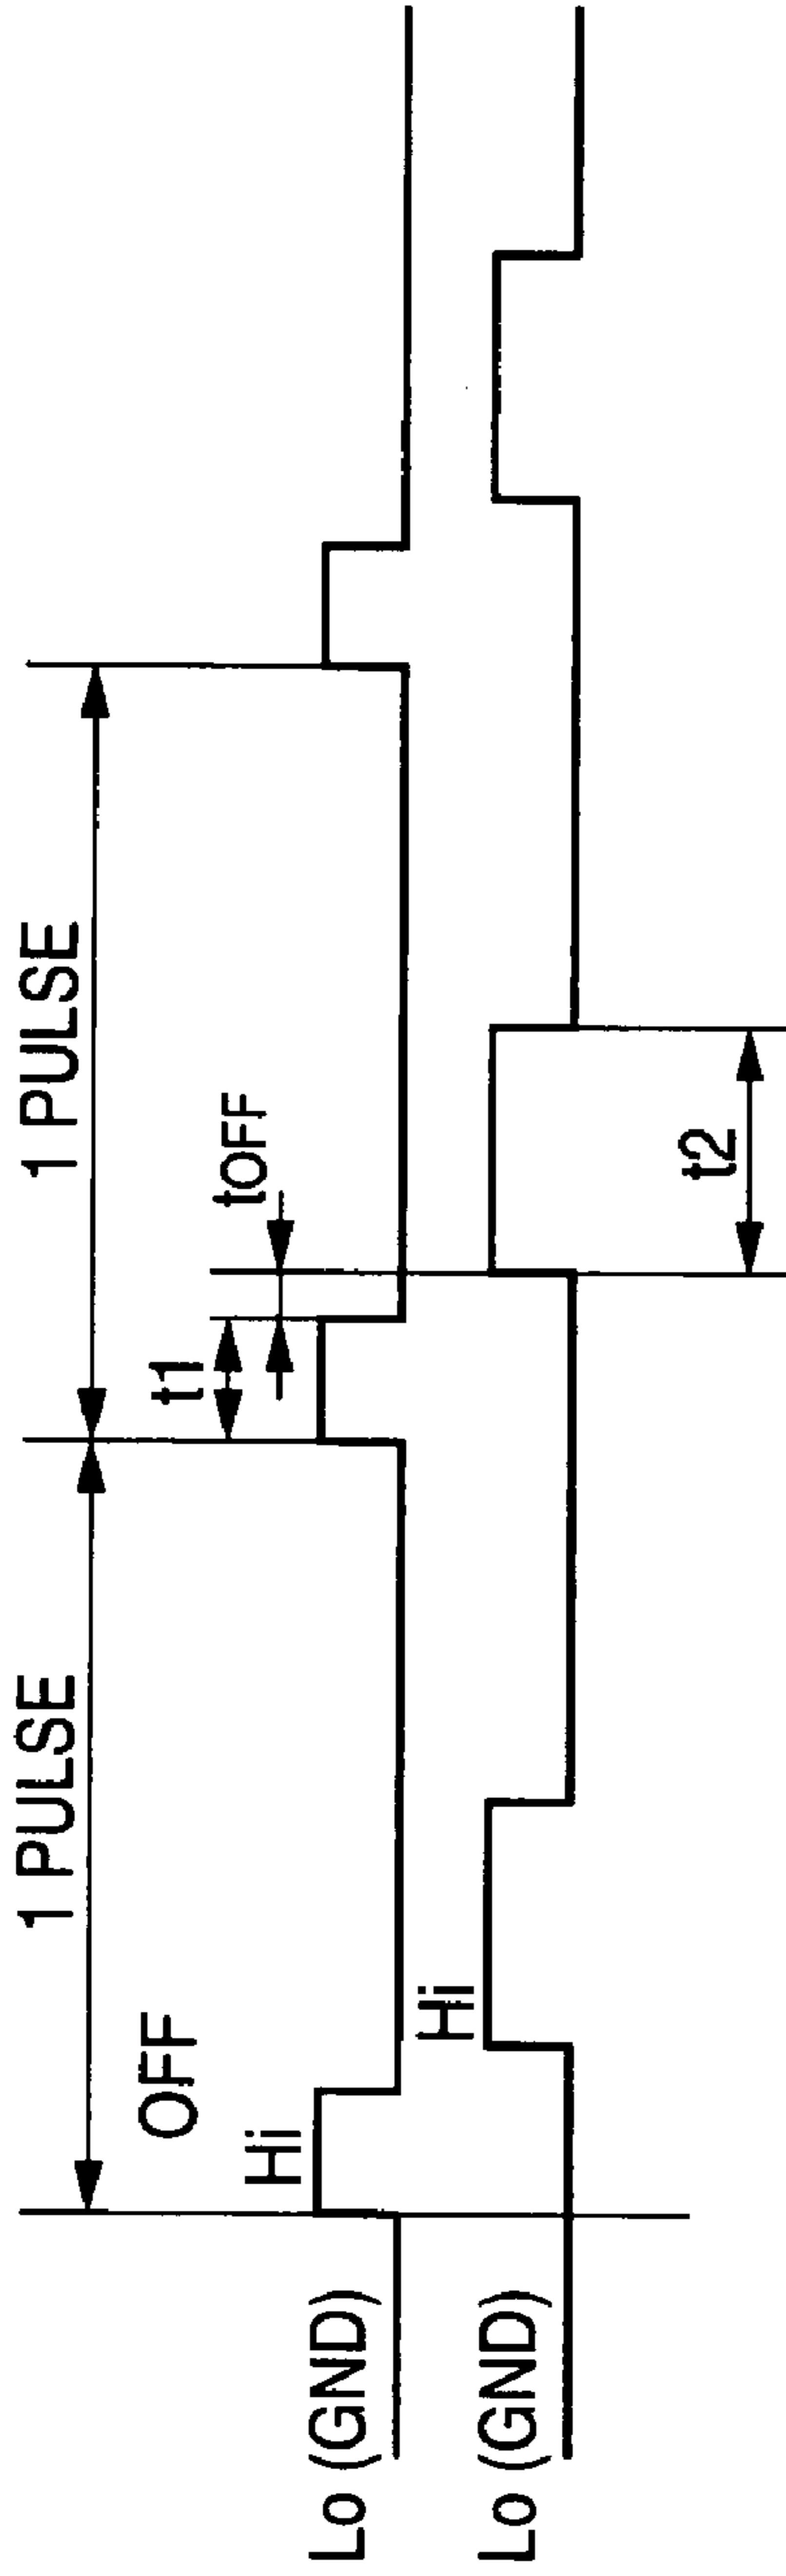 1 PULSE
1 PULSE
OFF
t1
tOFF
Hi
Lo (GND)
Hi
Lo (GND)
t2